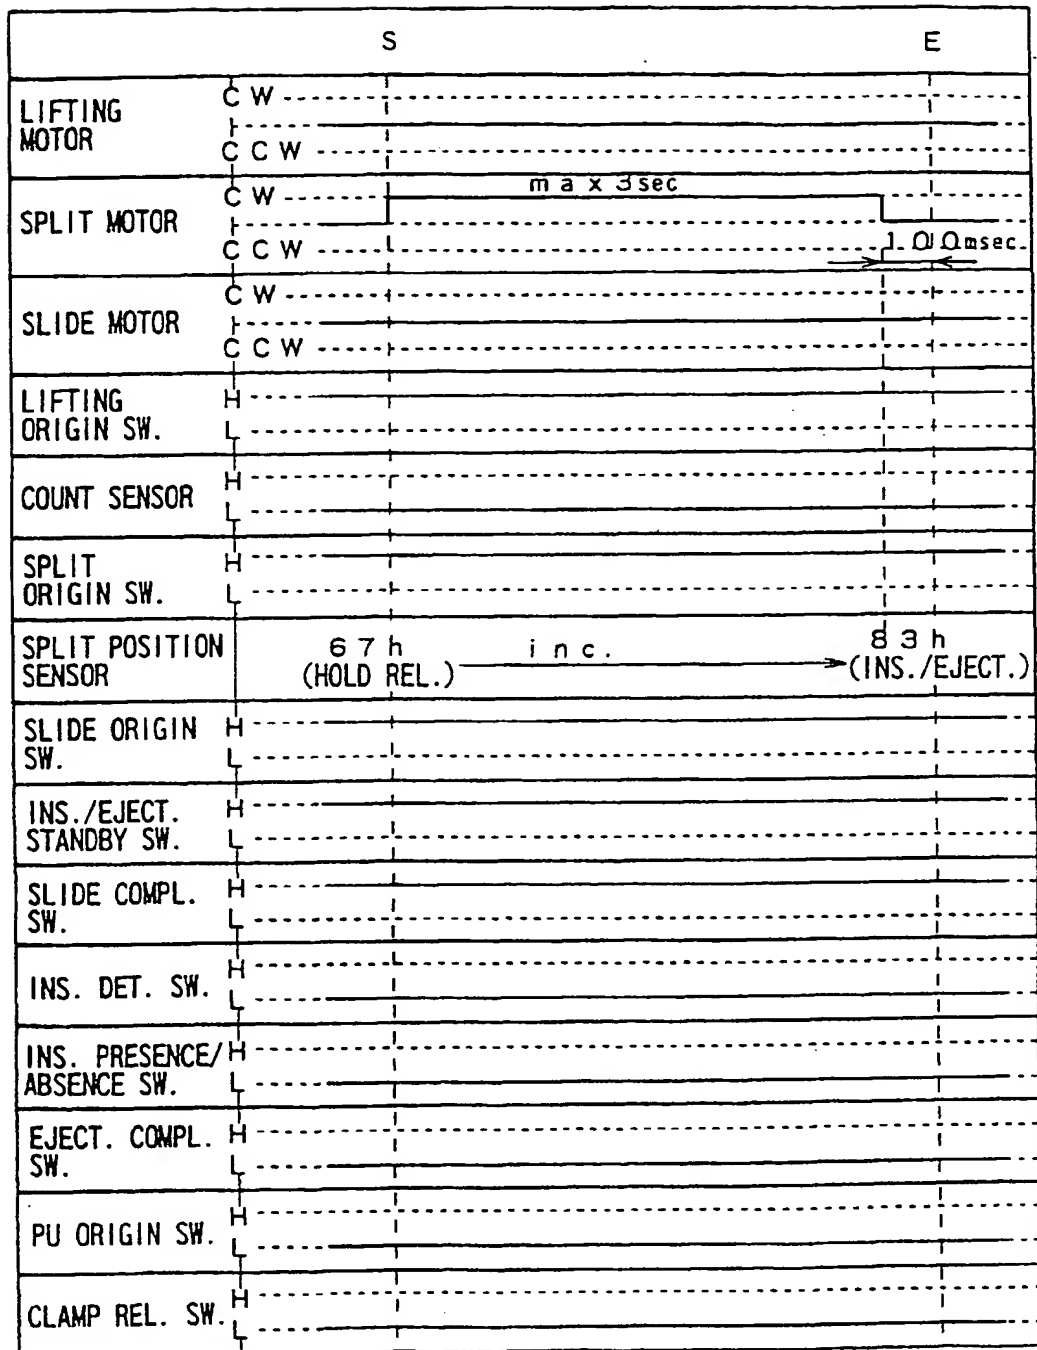 S E
LIFTING
MOTOR
CW
CCW
SPLIT MOTOR
CW
CCW
max 3sec
100msec
SLIDE MOTOR
CW
CCW
LIFTING
ORIGIN SW.
H
L
COUNT SENSOR
H
L
SPLIT
ORIGIN SW.
H
L
SPLIT POSITION
SENSOR
67h
(HOLD REL.)
inc.
83h
(INS./EJECT.)
SLIDE ORIGIN
SW.
H
L
INS./EJECT.
STANDBY SW.
H
L
SLIDE COMPL.
SW.
H
L
INS. DET. SW.
H
L
INS. PRESENCE/
ABSENCE SW.
H
L
EJECT. COMPL.
SW.
H
L
PU ORIGIN SW.
H
L
CLAMP REL. SW.
H
L